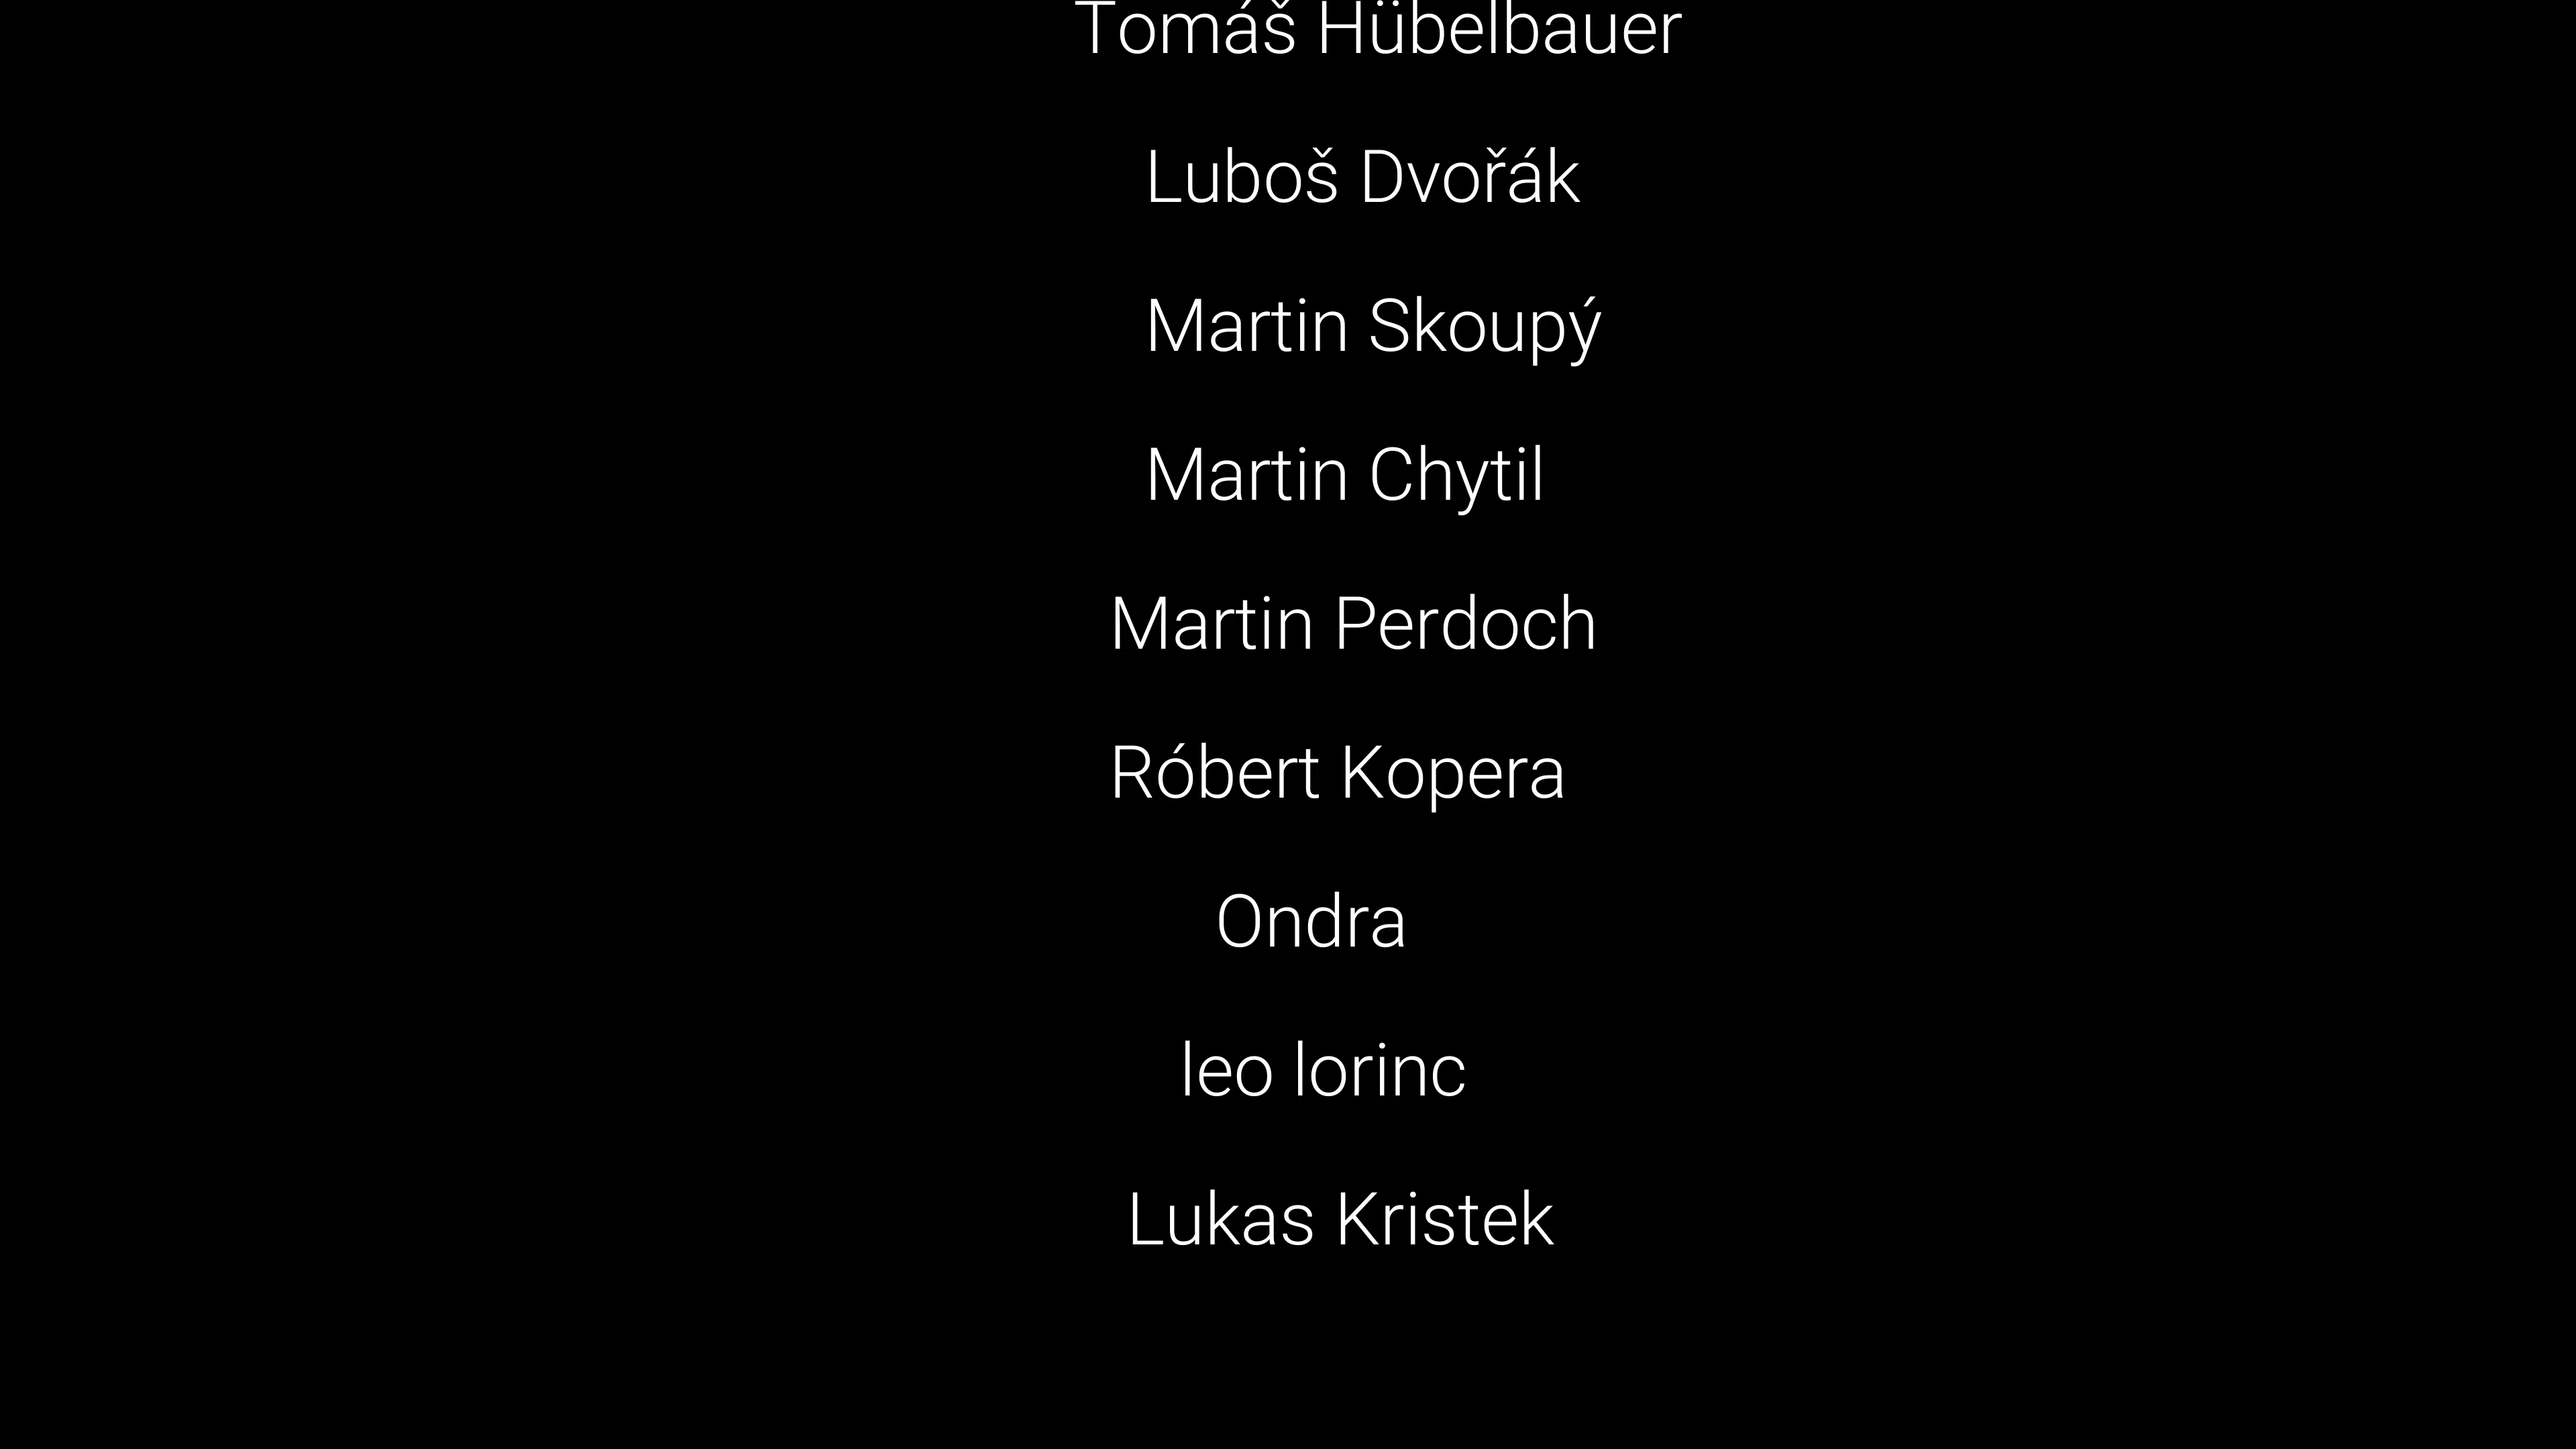 Tomáš Hübelbauer
Luboš Dvořák
Martin Skoupý
Martin Chytil
Martin Perdoch
Róbert Kopera
Ondra
leo lorinc
Lukas Kristek